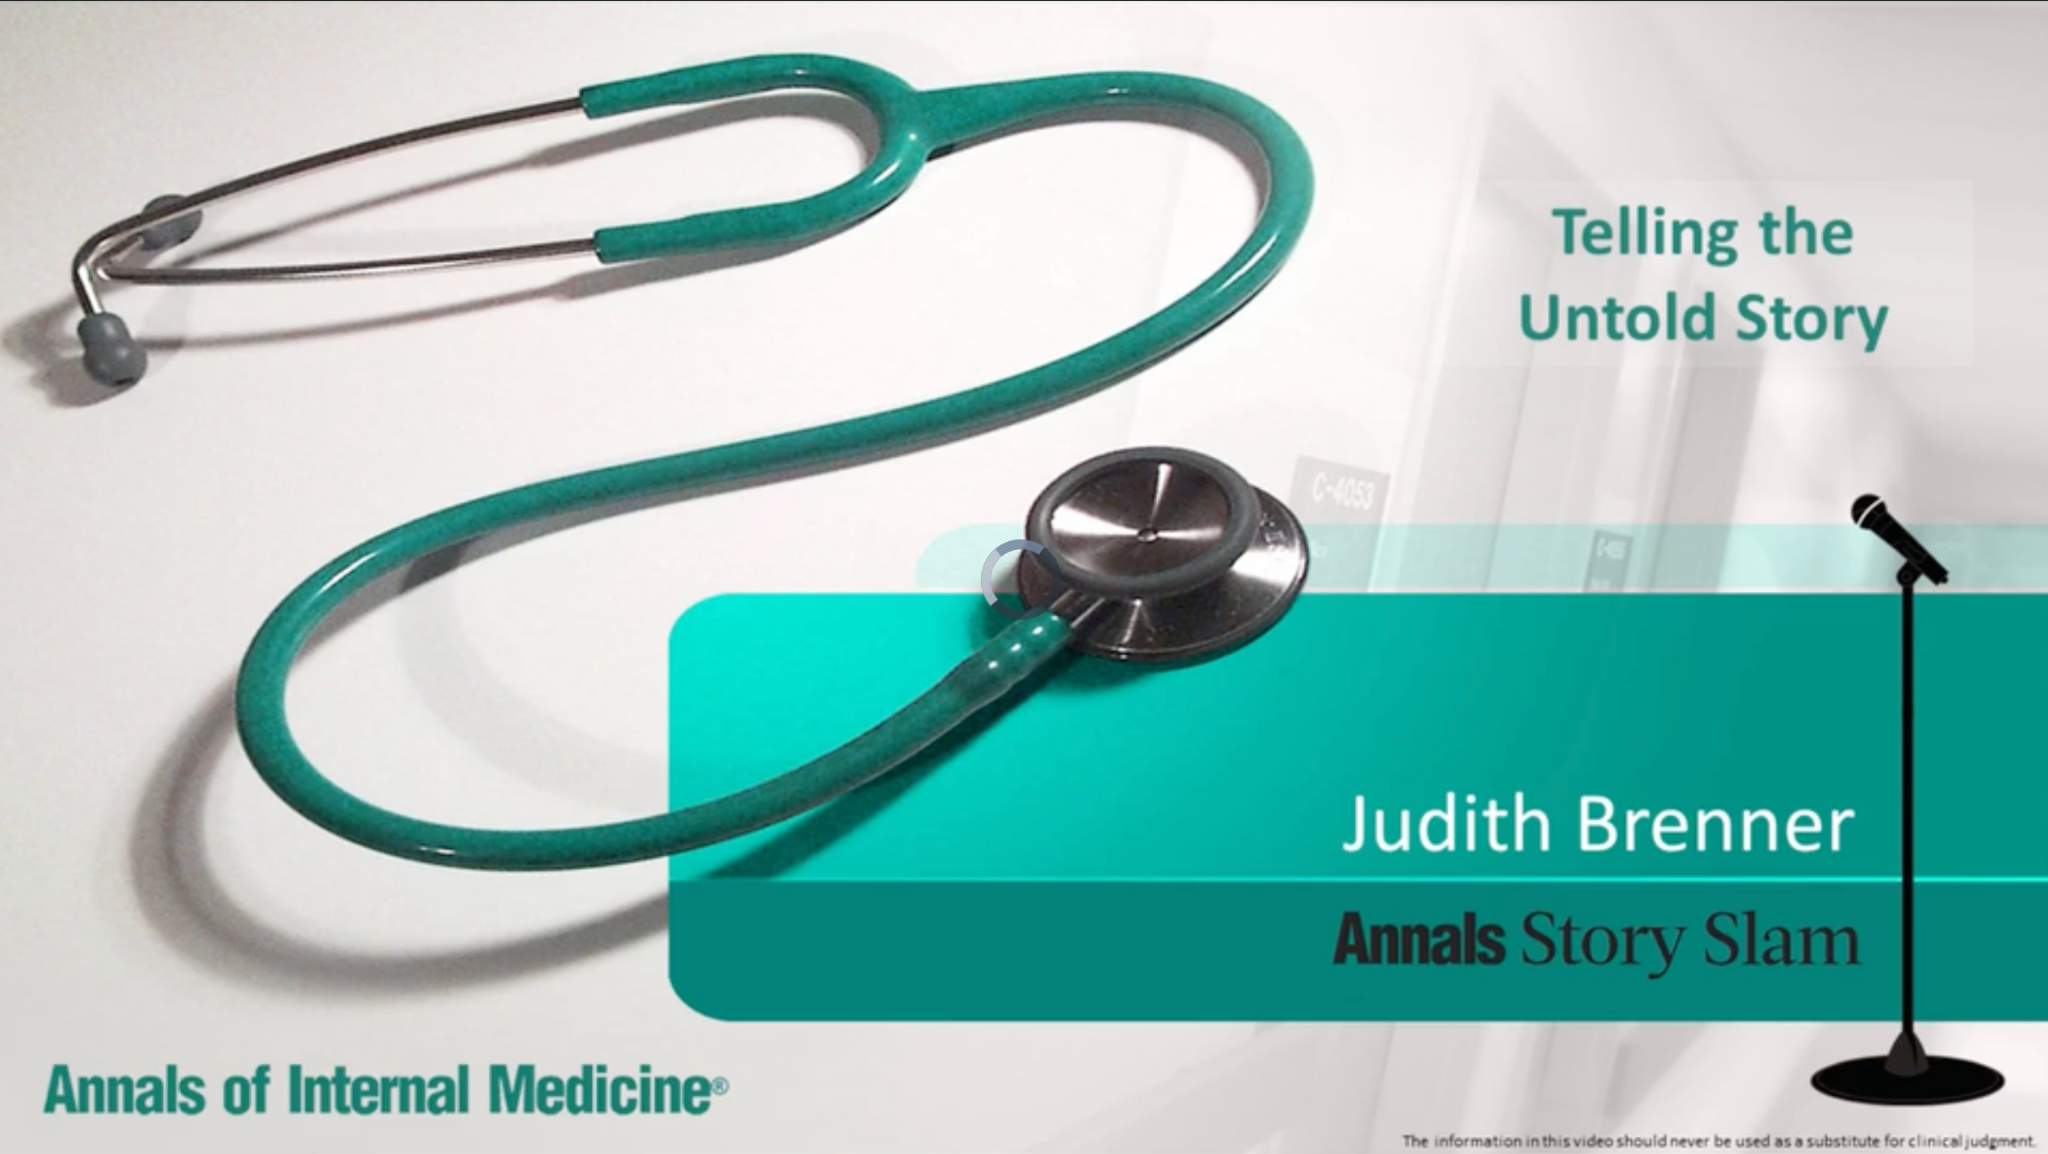 Telling the
Untold Story
C-4053
Judith Brenner
Annals Story Slam
Annals of Internal Medicine®
The information in this video should never be used as a substitute for clinical judgment.